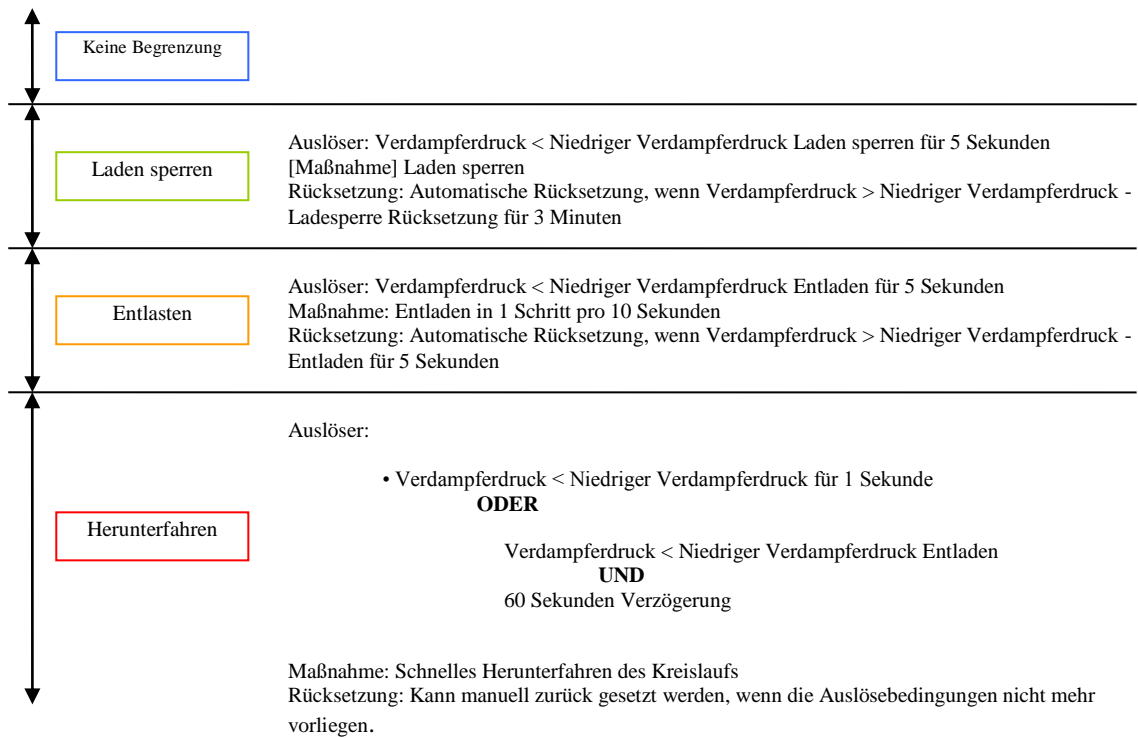 Keine Begrenzung
Laden sperren
Auslöser: Verdampferdruck < Niedriger Verdampferdruck Laden sperren für 5 Sekunden
[Maßnahme] Laden sperren
Rücksetzung: Automatische Rücksetzung, wenn Verdampferdruck > Niedriger Verdampferdruck -
Ladesperre Rücksetzung für 3 Minuten
Entlasten
Auslöser: Verdampferdruck < Niedriger Verdampferdruck Entladen für 5 Sekunden
Maßnahme: Entladen in 1 Schritt pro 10 Sekunden
Rücksetzung: Automatische Rücksetzung, wenn Verdampferdruck > Niedriger Verdampferdruck -
Entladen für 5 Sekunden
Herunterfahren
Auslöser:
• Verdampferdruck < Niedriger Verdampferdruck für 1 Sekunde
ODER
Verdampferdruck < Niedriger Verdampferdruck Entladen
UND
60 Sekunden Verzögerung
Maßnahme: Schnelles Herunterfahren des Kreislaufs
Rücksetzung: Kann manuell zurück gesetzt werden, wenn die Auslösebedingungen nicht mehr
vorliegen.